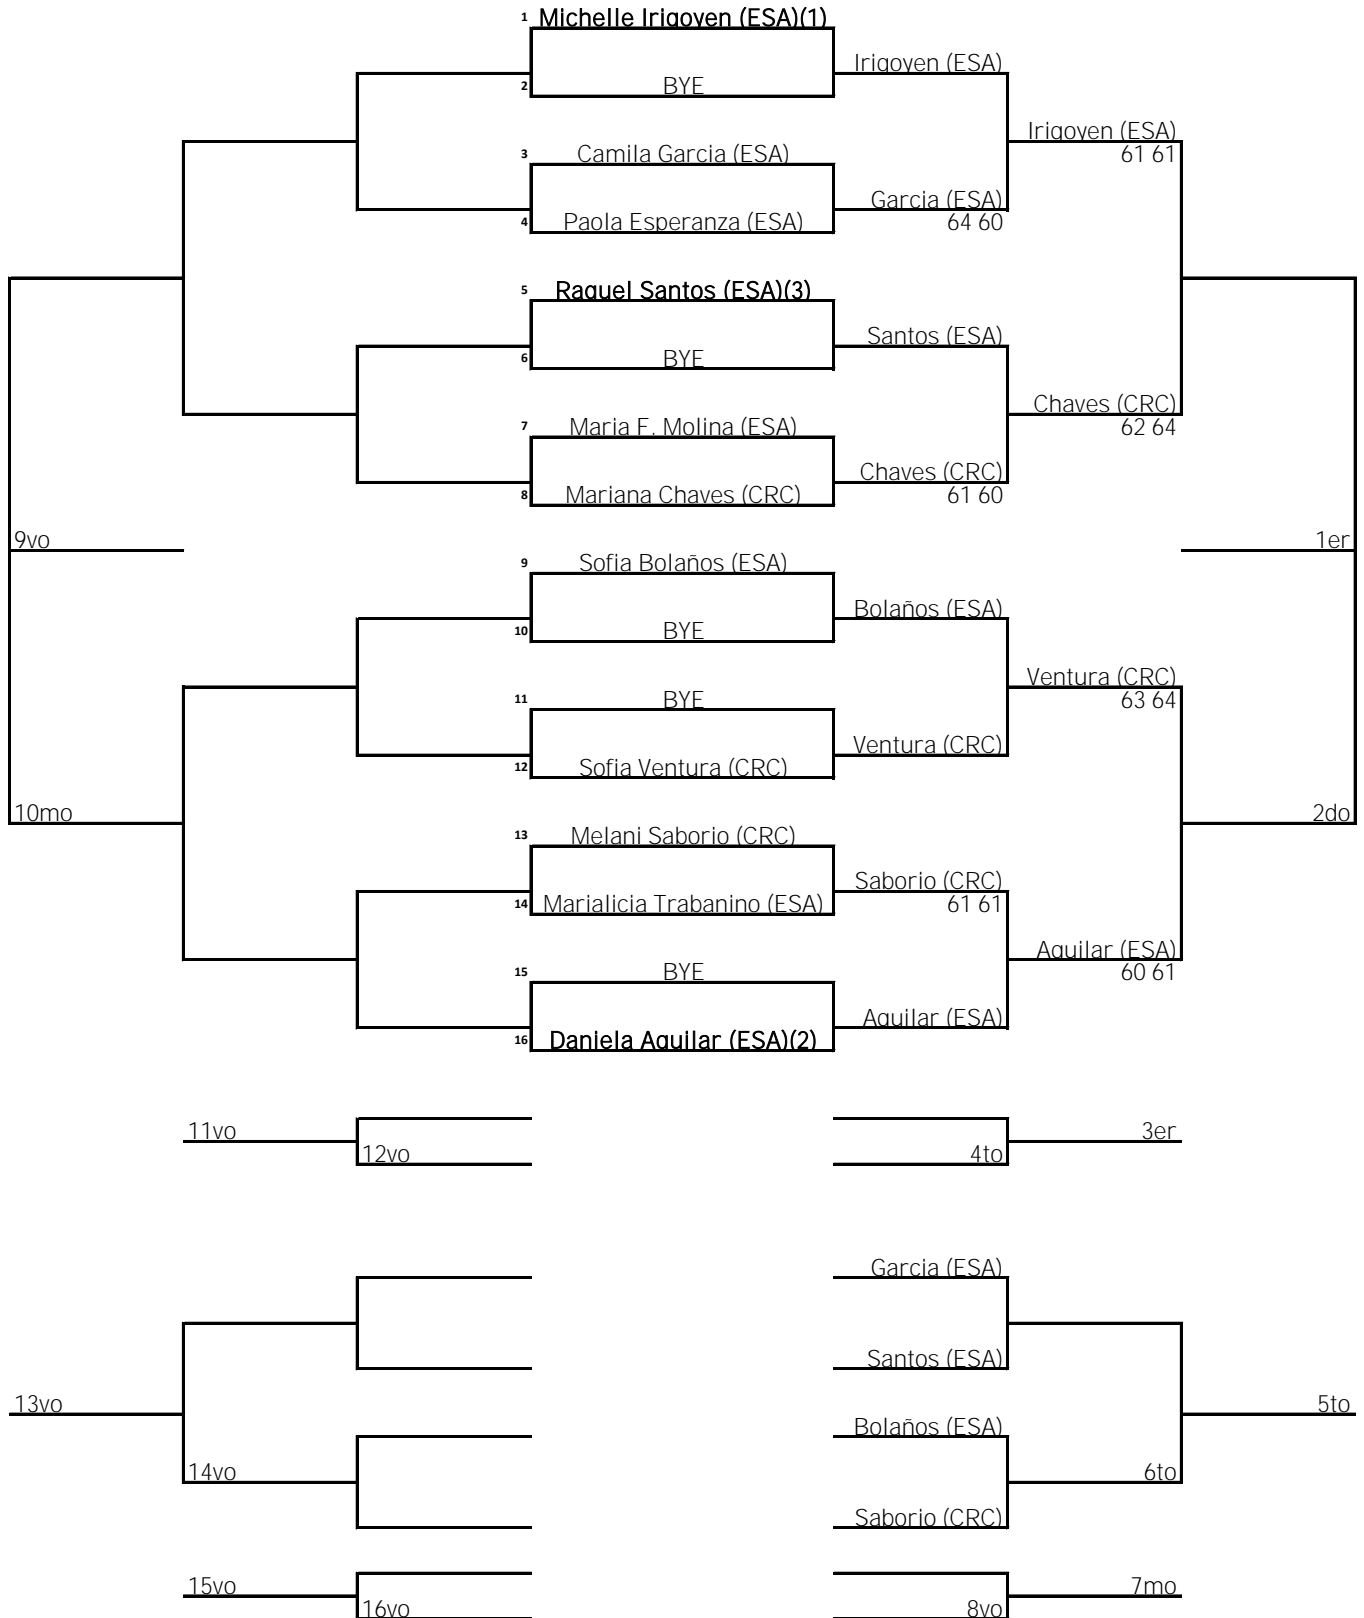 1 Michelle Irigoyen (ESA)(1)
Irigoyen (ESA)
2 BYE
Irigoyen (ESA)
61 61
3 Camila Garcia (ESA)
Garcia (ESA)
64 60
4 Paola Esperanza (ESA)
5 Raquel Santos (ESA)(3)
Santos (ESA)
6 BYE
Chaves (CRC)
62 64
7 Maria F. Molina (ESA)
Chaves (CRC)
61 60
8 Mariana Chaves (CRC)
9vo
1er
9 Sofia Bolaños (ESA)
Bolaños (ESA)
10 BYE
Ventura (CRC)
63 64
11 BYE
Ventura (CRC)
12 Sofia Ventura (CRC)
10mo
2do
13 Melani Saborio (CRC)
Saborio (CRC)
61 61
14 Marialicia Trabanino (ESA)
Aguilar (ESA)
60 61
15 BYE
Aguilar (ESA)
16 Daniela Aguilar (ESA)(2)
11vo
3er
12vo
4to
Garcia (ESA)
Santos (ESA)
13vo
5to
Bolaños (ESA)
14vo
6to
Saborio (CRC)
15vo
7mo
16vo
8vo